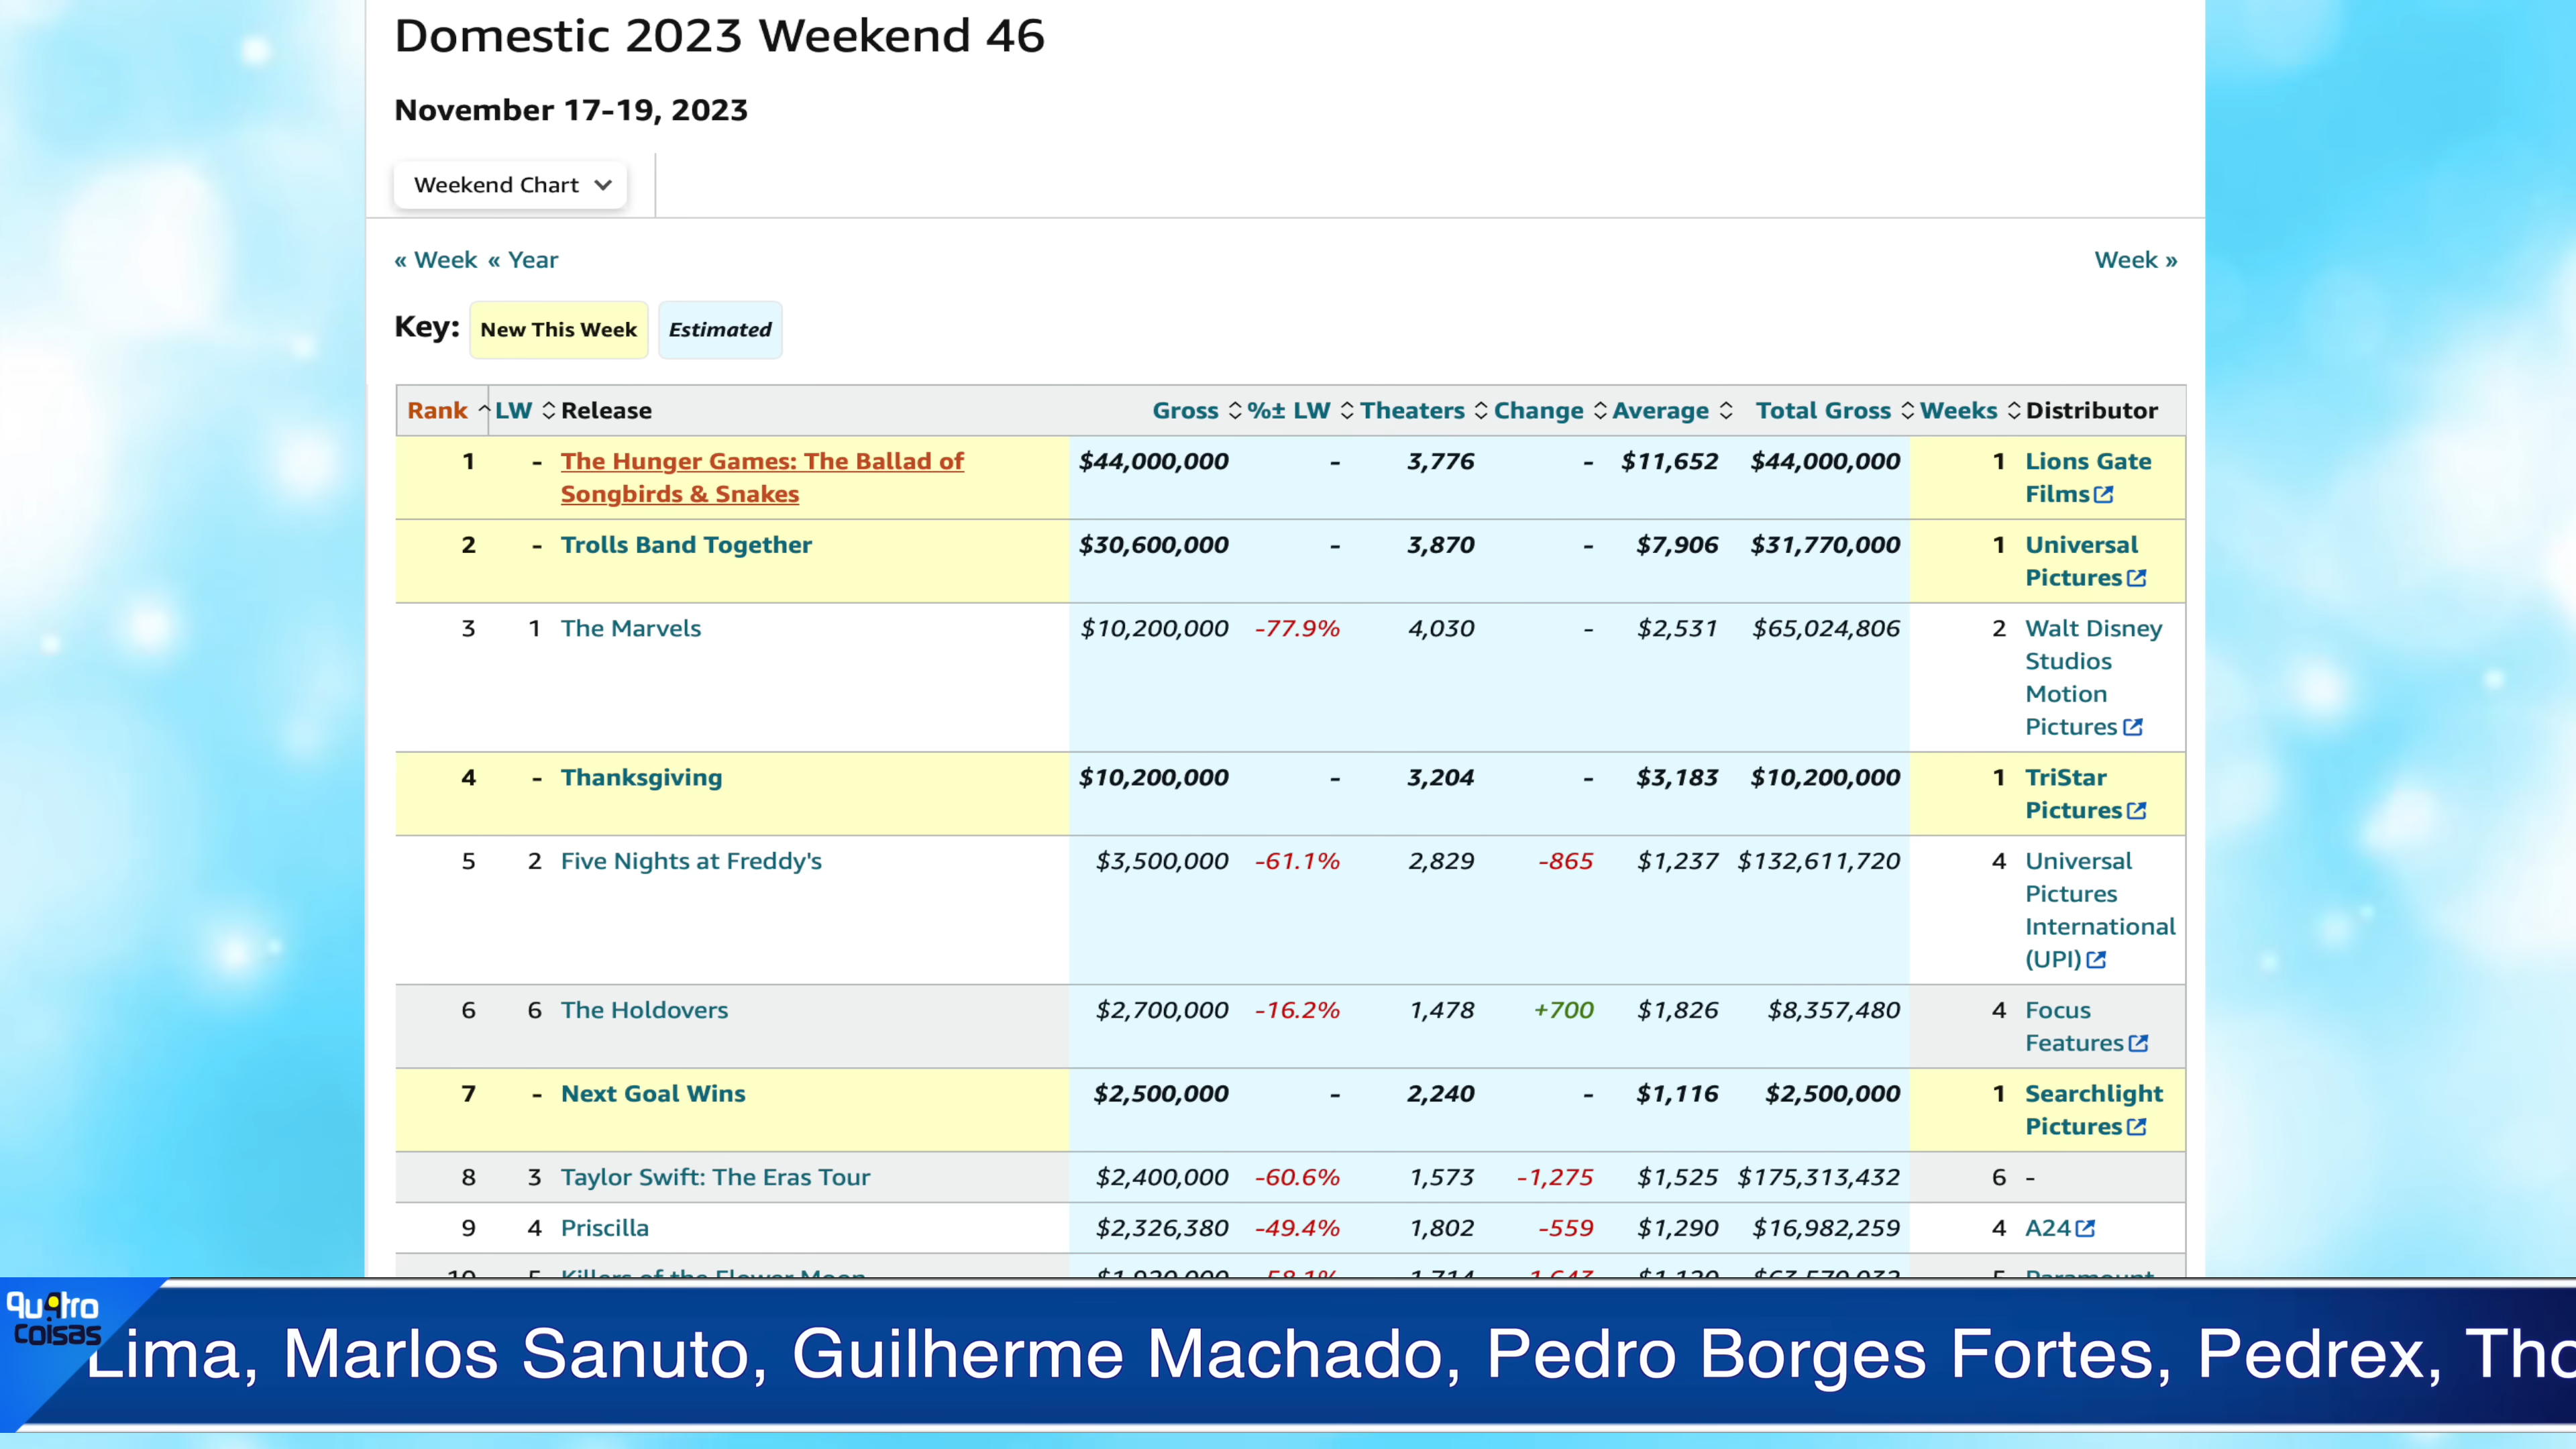 Domestic 2023 Weekend 46
November 17-19, 2023
Weekend Chart
« Week « Year Week »
Key: New This Week Estimated
Rank LW Release Gross %± LW Theaters Change Average Total Gross Weeks Distributor
1 - The Hunger Games: The Ballad of $44,000,000 - 3,776 - $11,652 $44,000,000 1 Lions Gate
Songbirds & Snakes Films
2 - Trolls Band Together $30,600,000 - 3,870 - $7,906 $31,770,000 1 Universal
Pictures
3 1 The Marvels $10,200,000 -77.9% 4,030 - $2,531 $65,024,806 2 Walt Disney
Studios
Motion
Pictures
4 - Thanksgiving $10,200,000 - 3,204 - $3,183 $10,200,000 1 TriStar
Pictures
5 2 Five Nights at Freddy's $3,500,000 -61.1% 2,829 -865 $1,237 $132,611,720 4 Universal
Pictures
International
(UPI)
6 6 The Holdovers $2,700,000 -16.2% 1,478 +700 $1,826 $8,357,480 4 Focus
Features
7 - Next Goal Wins $2,500,000 - 2,240 - $1,116 $2,500,000 1 Searchlight
Pictures
8 3 Taylor Swift: The Eras Tour $2,400,000 -60.6% 1,573 -1,275 $1,525 $175,313,432 6 -
9 4 Priscilla $2,326,380 -49.4% 1,802 -559 $1,290 $16,982,259 4 A24
10 5 Killers of the Flower Moon Paramount
quatro
coisas
Lima, Marlos Sanuto, Guilherme Machado, Pedro Borges Fortes, Pedrex, Tho